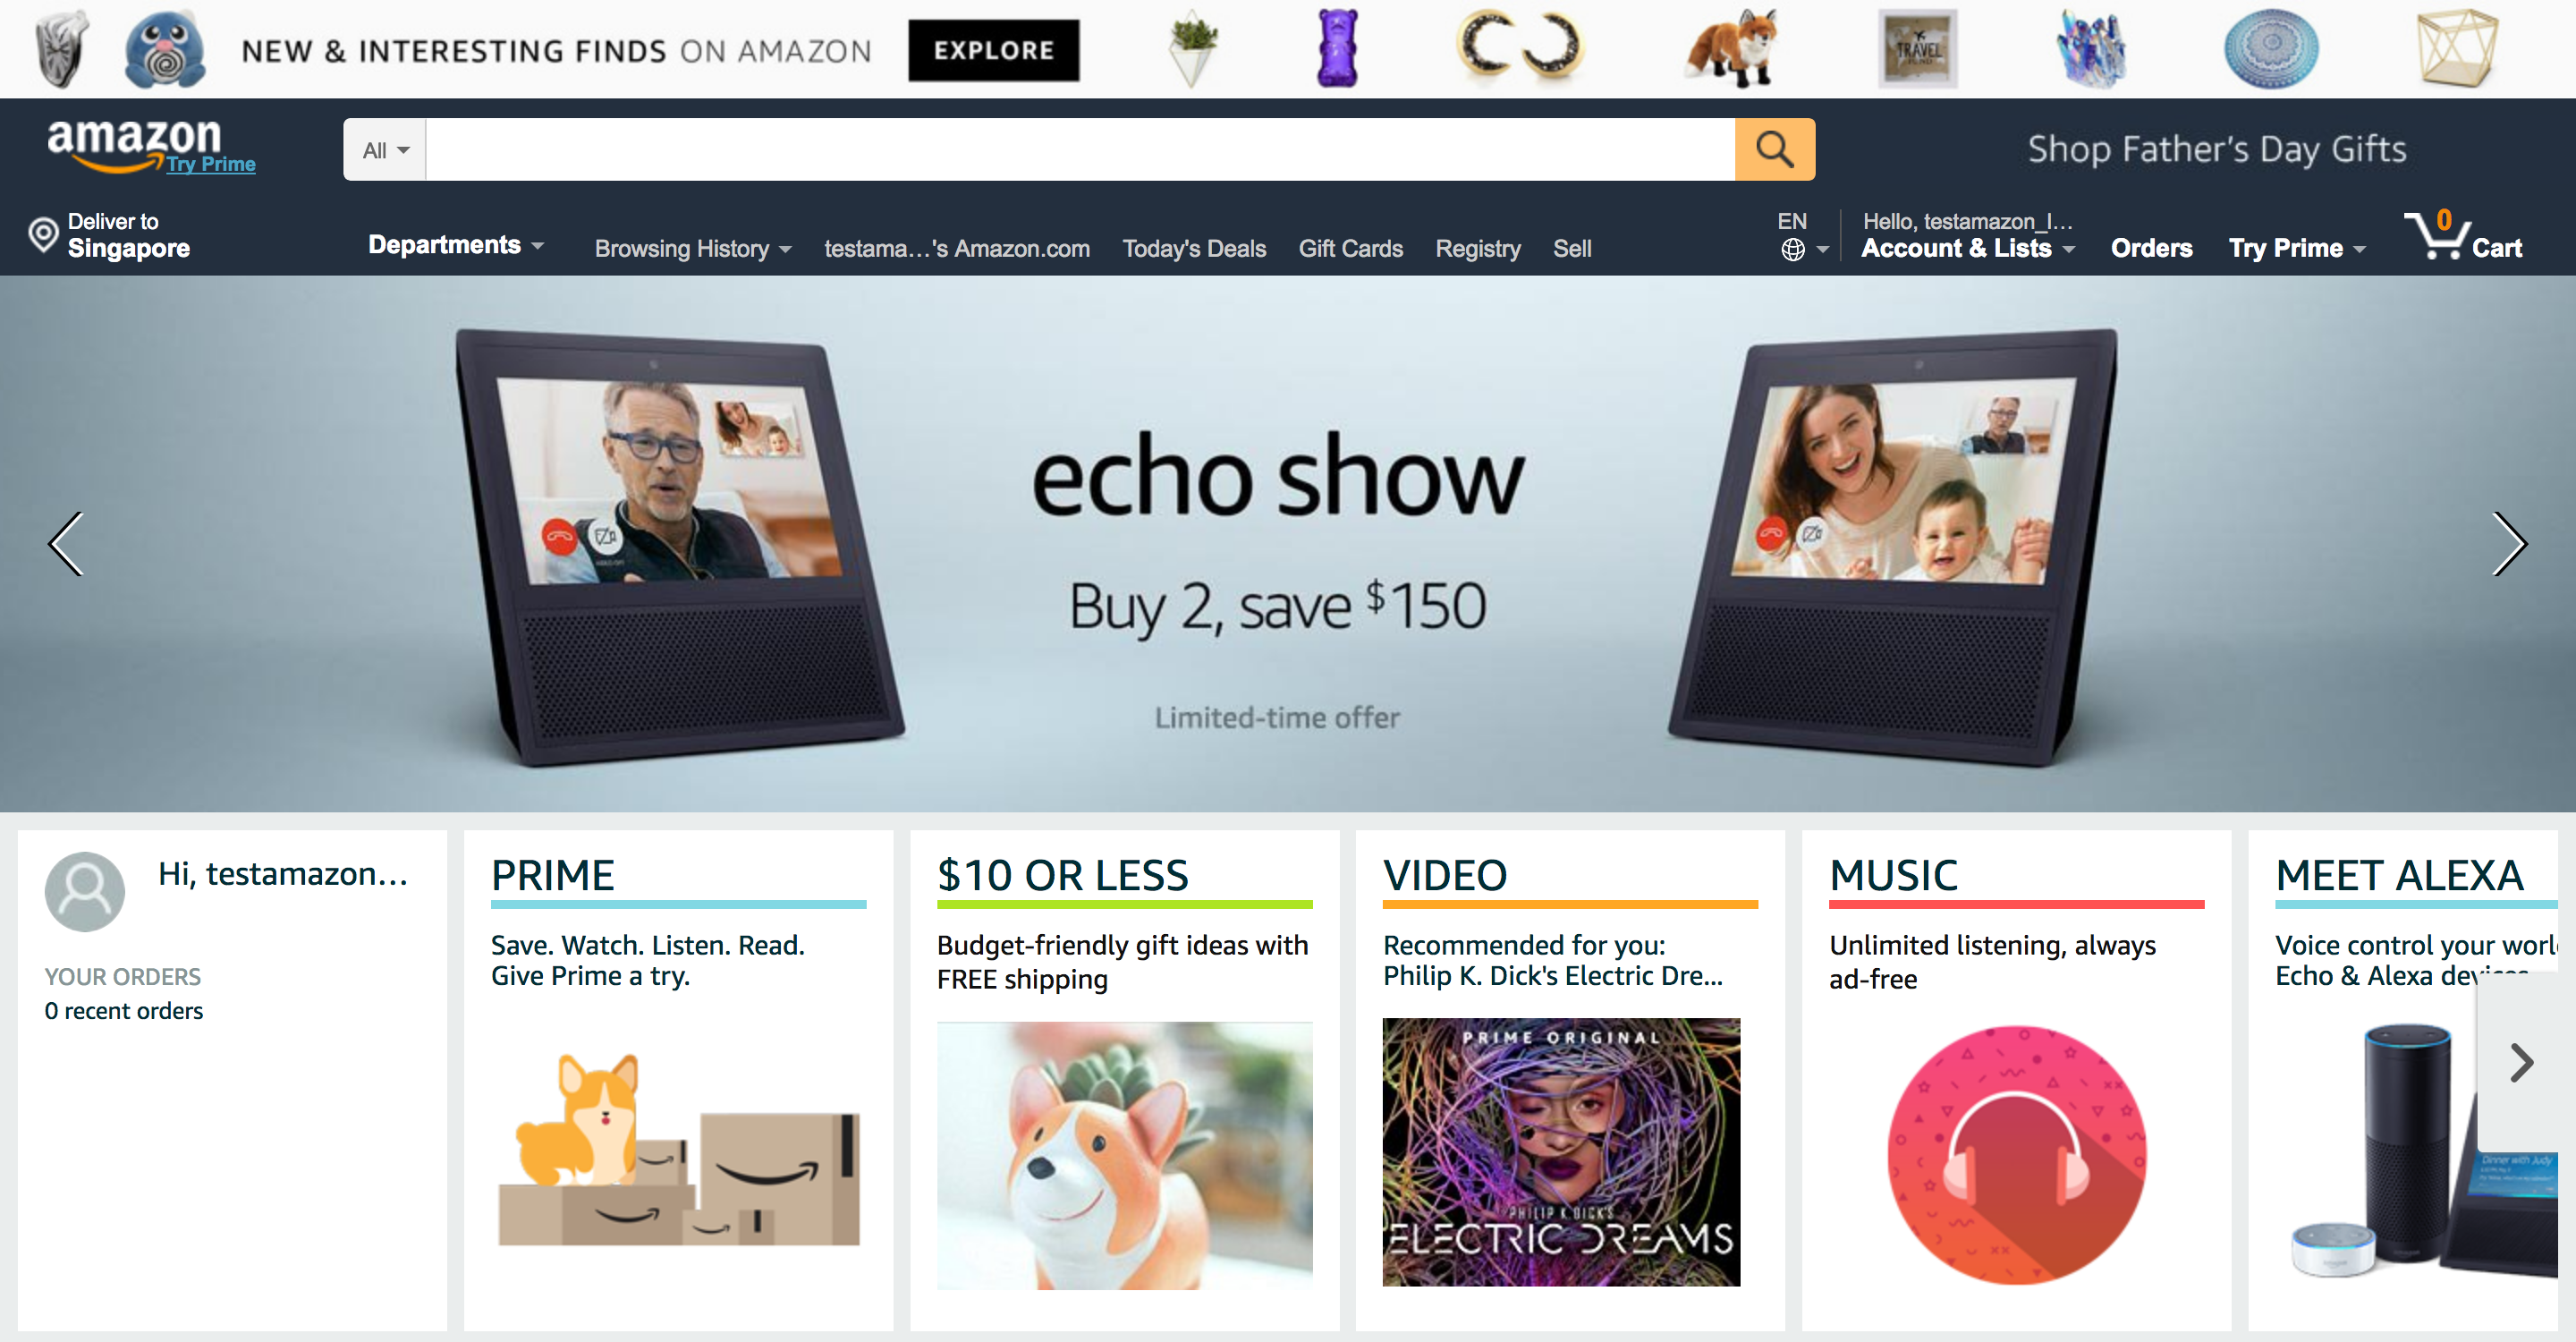 NEW & INTERESTING FINDS ON AMAZON
EXPLORE
TRAVEL
FUND
amazon
Try Prime
All
Shop Father's Day Gifts
Deliver to
Singapore
Departments
Browsing History
testama...'s Amazon.com
Today's Deals
Gift Cards
Registry
Sell
EN
Hello, testamazon_l...
Account & Lists
Orders
Try Prime
0
Cart
echo show
Buy 2, save $150
Limited-time offer
Hi, testamazon...
YOUR ORDERS
0 recent orders
PRIME
Save. Watch. Listen. Read.
Give Prime a try.
$10 OR LESS
Budget-friendly gift ideas with
FREE shipping
VIDEO
Recommended for you:
Philip K. Dick's Electric Dre...
PRIME ORIGINAL
PHILIP K. DICK'S
ELECTRIC DREAMS
MUSIC
Unlimited listening, always
ad-free
MEET ALEXA
Voice control your worl
Echo & Alexa devices
Dinner with Judy